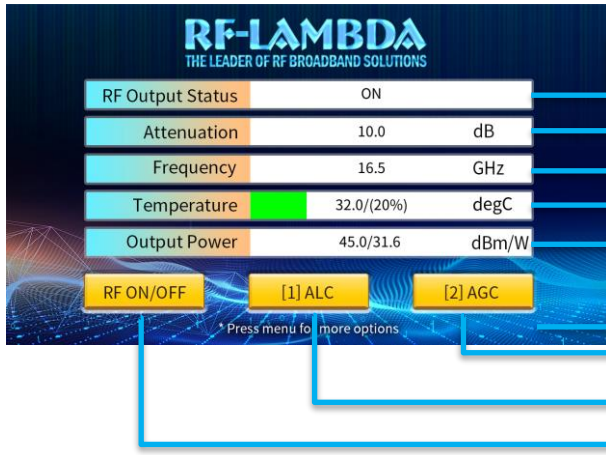 RF-LAMBDA
THE LEADER OF RF BROADBAND SOLUTIONS
RF Output Status ON
Attenuation 10.0 dB
Frequency 16.5 GHz
Temperature 32.0/(20%) degC
Output Power 45.0/31.6 dBm/W
RF ON/OFF [1] ALC [2] AGC
* Press menu for more options